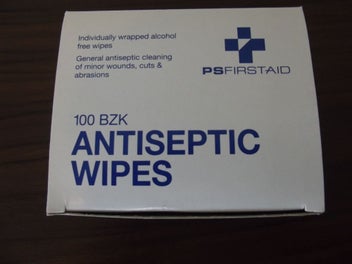 Individually wrapped alcohol
free wipes
General antiseptic cleaning
of minor wounds, cuts &
abrasions
PSFIRSTAID
100 BZK
ANTISEPTIC
WIPES